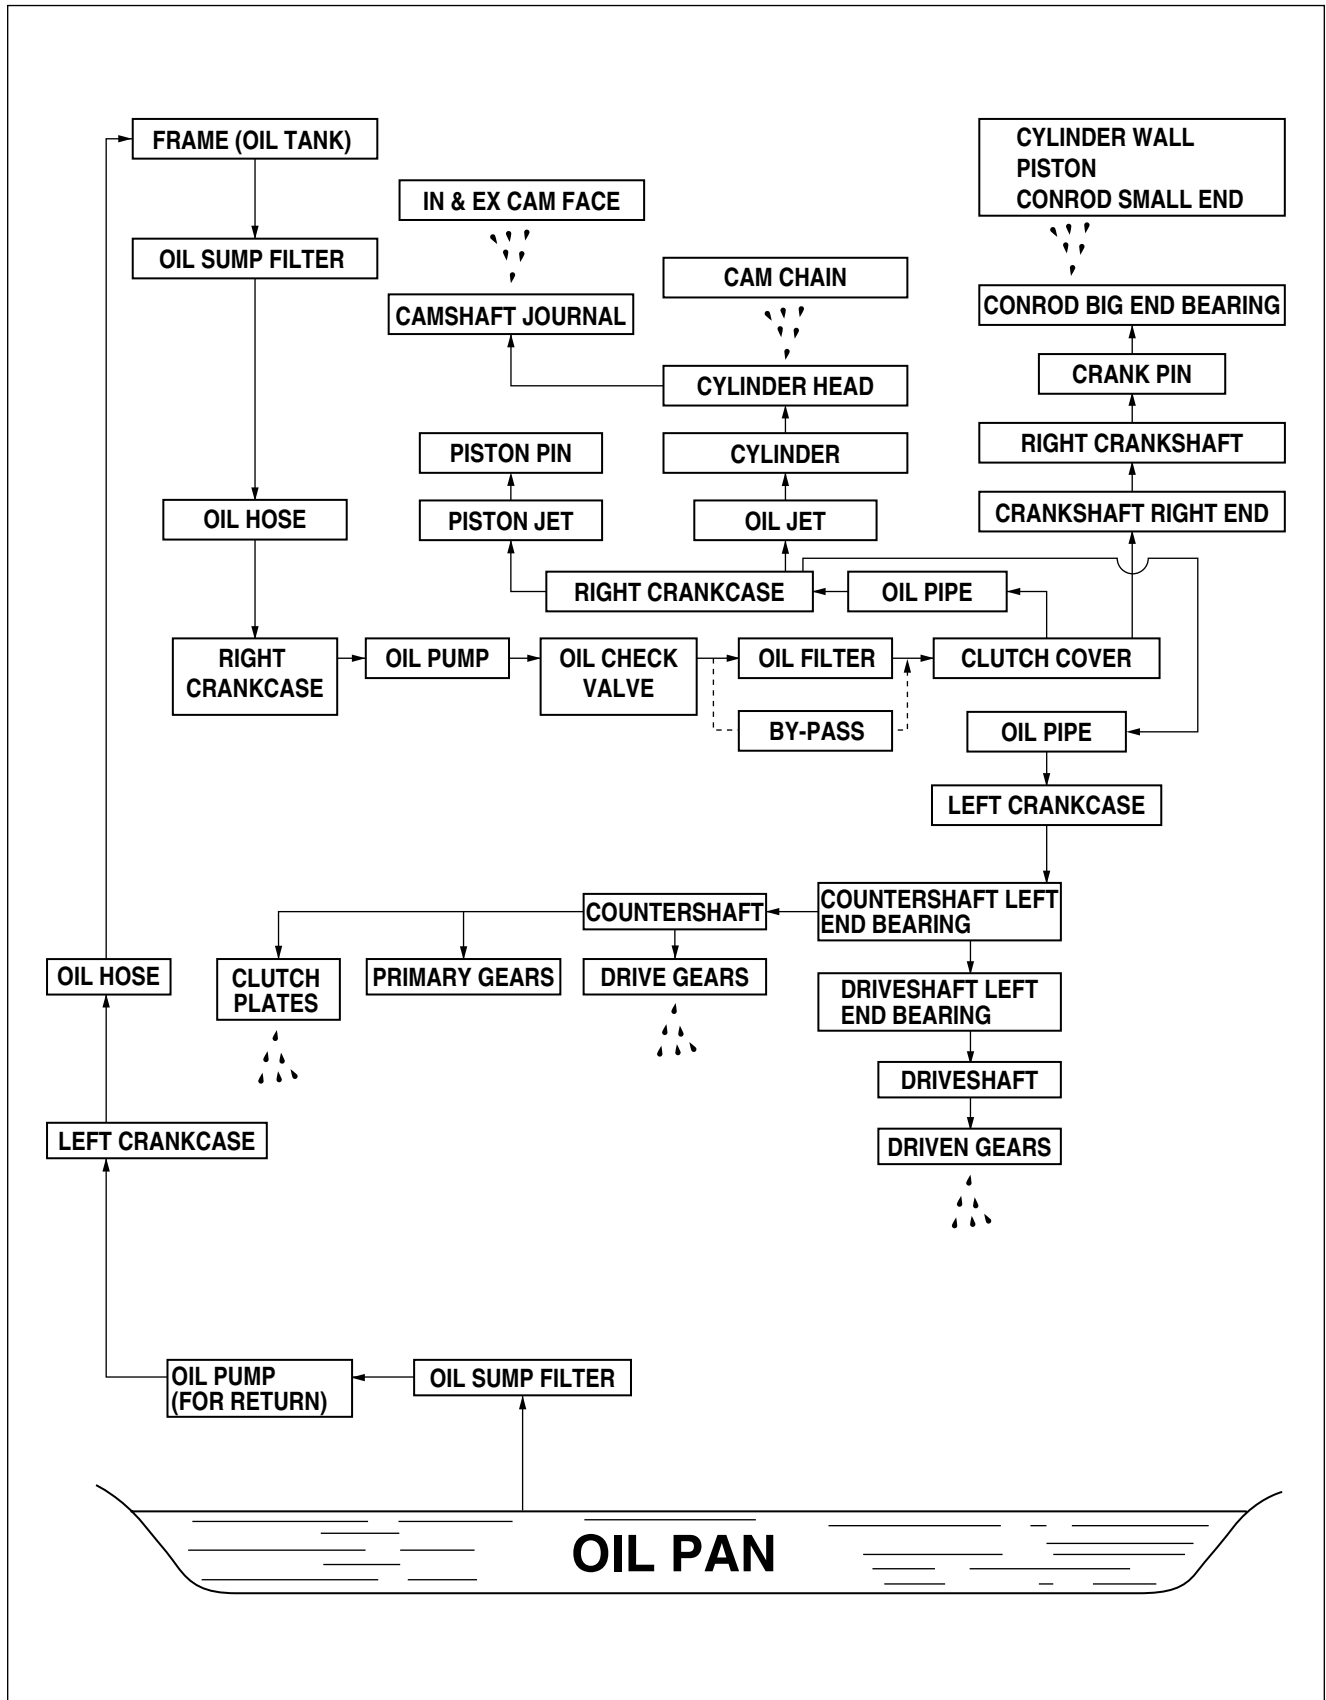 FRAME (OIL TANK)
CYLINDER WALL
PISTON
CONROD SMALL END
IN & EX CAM FACE
OIL SUMP FILTER
CAM CHAIN
CAMSHAFT JOURNAL
CONROD BIG END BEARING
CRANK PIN
CYLINDER HEAD
RIGHT CRANKSHAFT
PISTON PIN
CYLINDER
OIL HOSE
PISTON JET
OIL JET
CRANKSHAFT RIGHT END
RIGHT CRANKCASE
OIL PIPE
RIGHT
CRANKCASE
OIL PUMP
OIL CHECK
VALVE
OIL FILTER
CLUTCH COVER
BY-PASS
OIL PIPE
LEFT CRANKCASE
COUNTERSHAFT
COUNTERSHAFT LEFT
END BEARING
OIL HOSE
CLUTCH
PLATES
PRIMARY GEARS
DRIVE GEARS
DRIVESHAFT LEFT
END BEARING
DRIVESHAFT
LEFT CRANKCASE
DRIVEN GEARS
OIL PUMP
(FOR RETURN)
OIL SUMP FILTER
OIL PAN